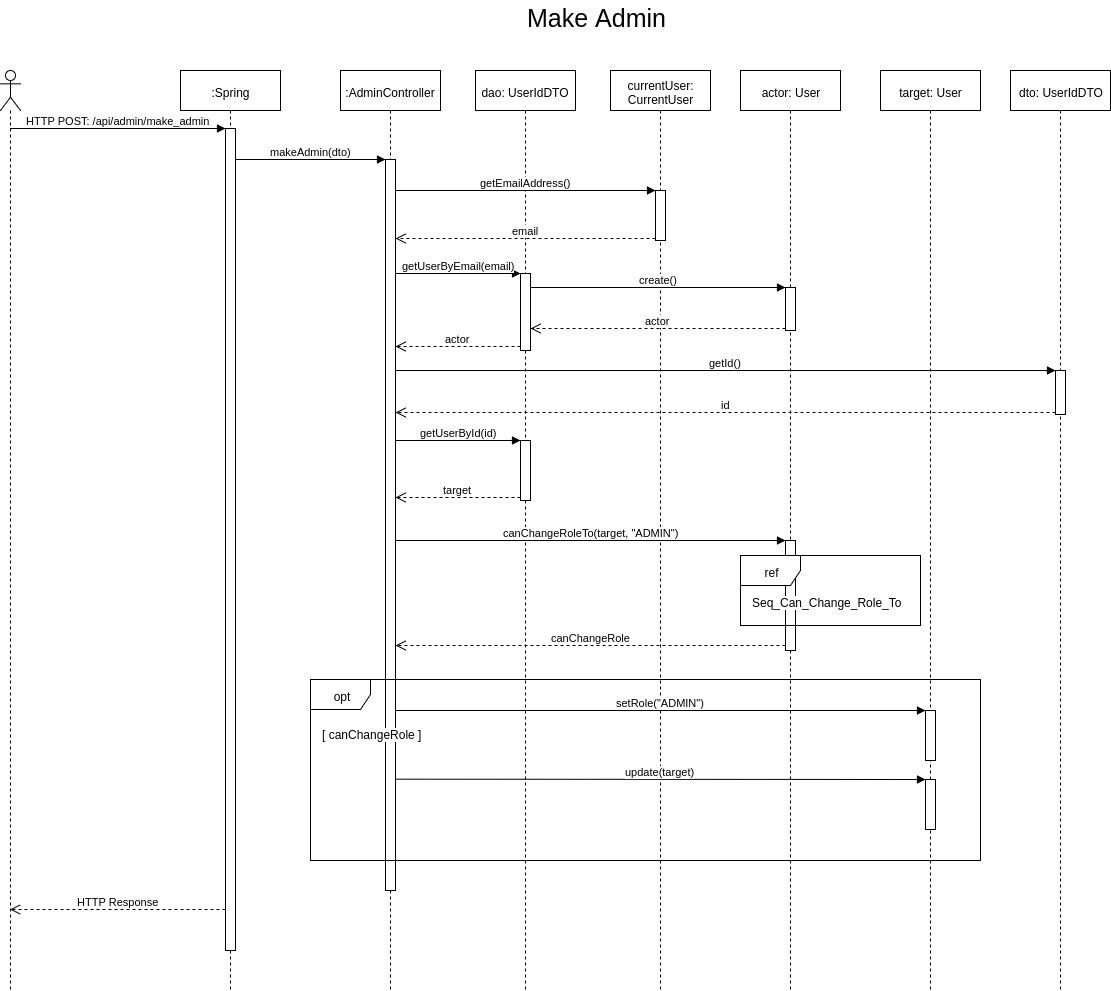 Make Admin
:Spring
:AdminController
dao: UserIdDTO
currentUser:
CurrentUser
actor: User
target: User
dto: UserIdDTO
HTTP POST: /api/admin/make_admin
makeAdmin(dto)
getEmailAddress()
email
getUserByEmail(email)
create()
actor
actor
getId()
id
getUserById(id)
target
canChangeRoleTo(target, "ADMIN")
ref
Seq_Can_Change_Role_To
canChangeRole
opt
setRole("ADMIN")
[ canChangeRole ]
update(target)
HTTP Response